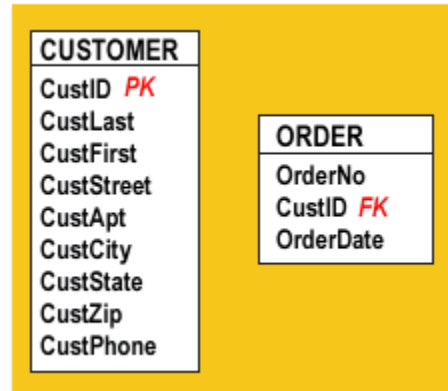 CUSTOMER
CustID PK
CustLast
CustFirst
CustStreet
CustApt
CustCity
CustState
CustZip
CustPhone
ORDER
OrderNo
CustID FK
OrderDate